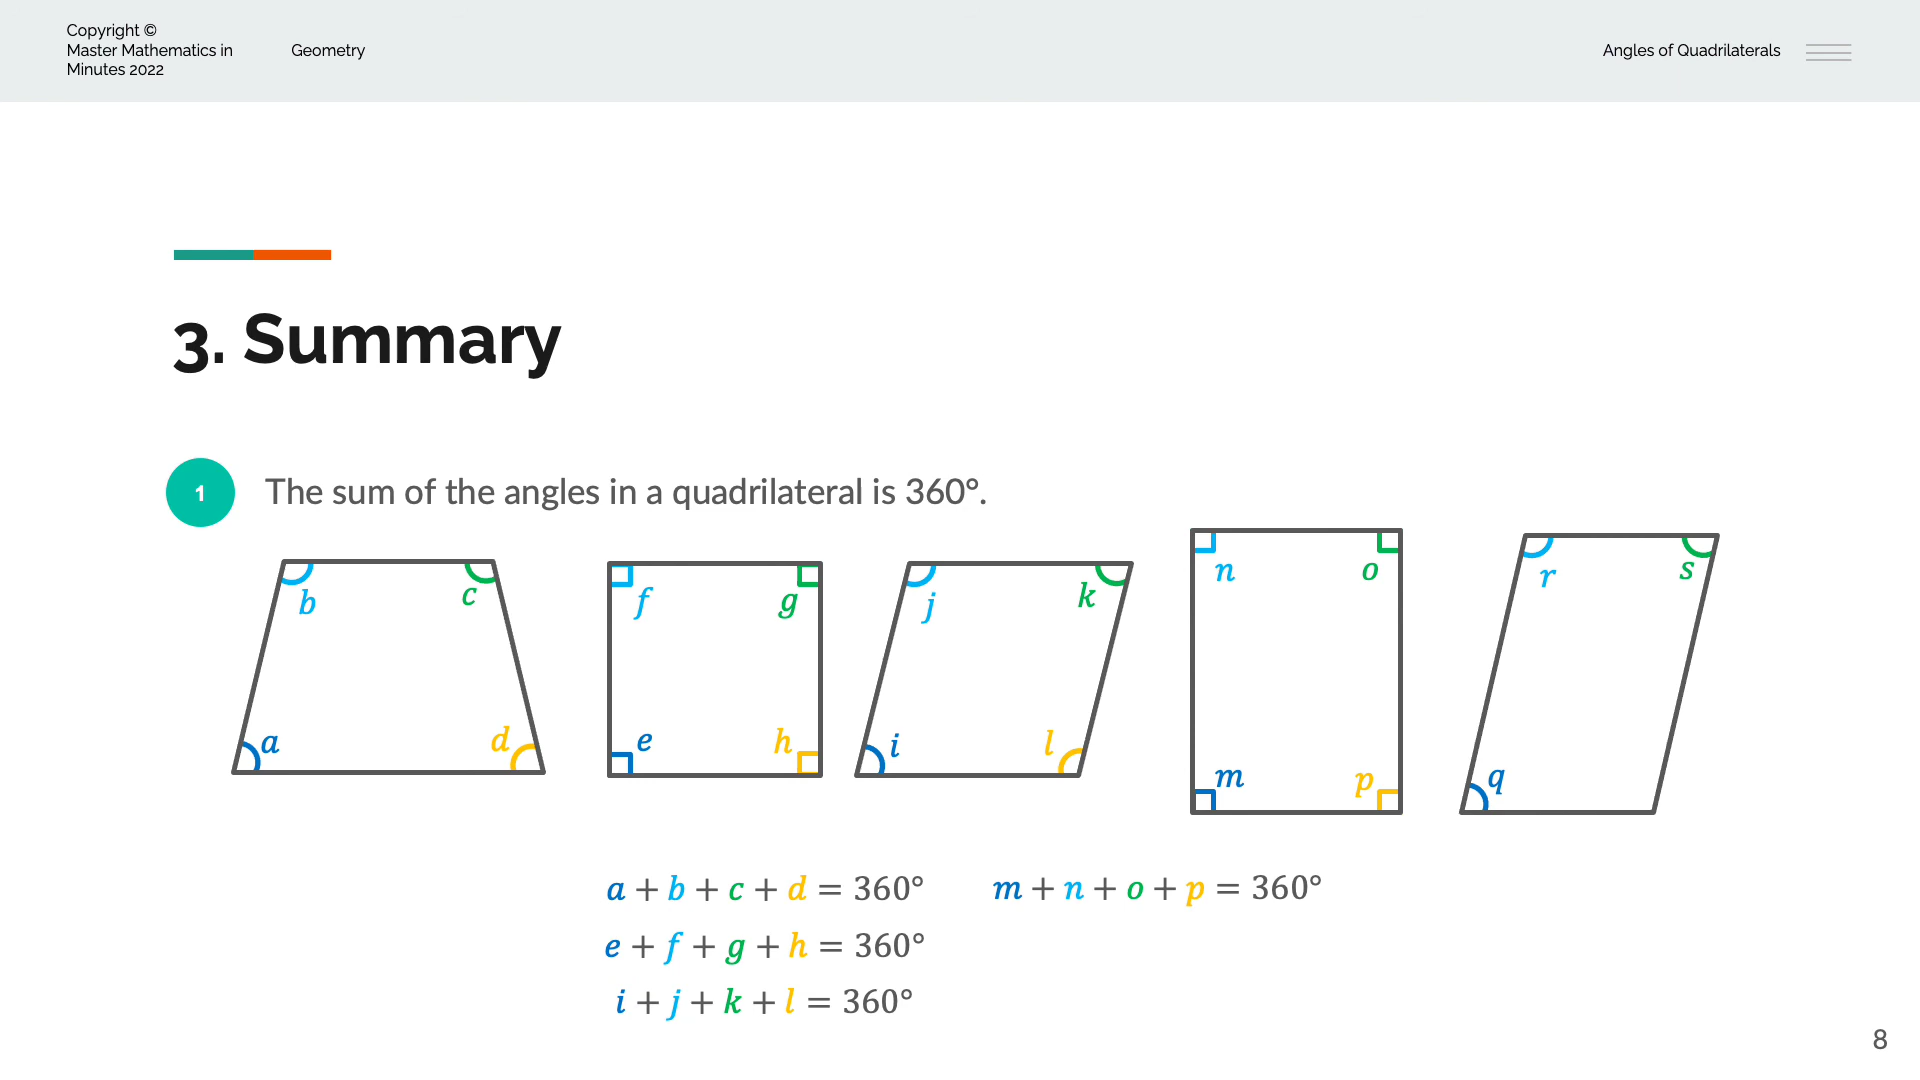 Copyright ©
Master Mathematics in
Minutes 2022
Geometry
Angles of Quadrilaterals
3. Summary
1 The sum of the angles in a quadrilateral is 360°.
b c f g j k n o r s
a d e h i l m p q
a + b + c + d = 360° m + n + o + p = 360°
e + f + g + h = 360°
i + j + k + l = 360°
8